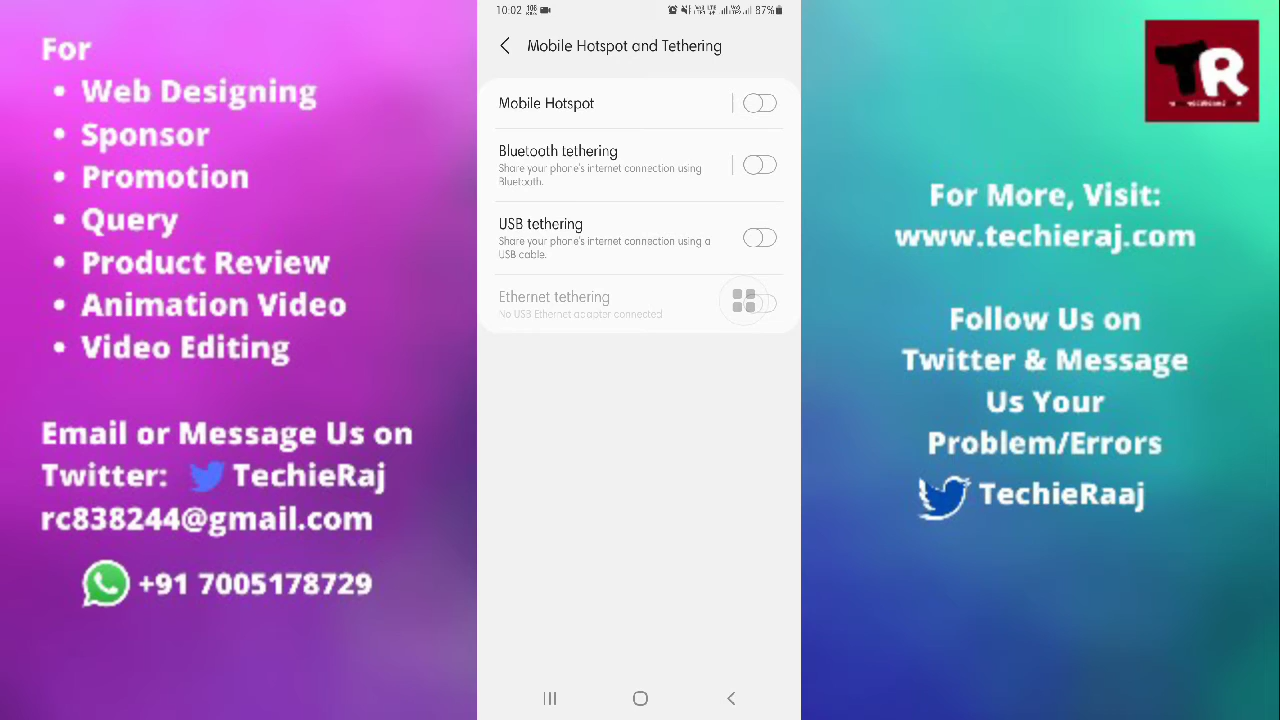 For
• Web Designing
• Sponsor
• Promotion
• Query
• Product Review
• Animation Video
• Video Editing
Email or Message Us on
Twitter: TechieRaj
rc838244@gmail.com
+91 7005178729
10:02
87%
Mobile Hotspot and Tethering
Mobile Hotspot
Bluetooth tethering
Share your phone's internet connection using
Bluetooth.
USB tethering
Share your phone's internet connection using a
USB cable.
Ethernet tethering
No USB Ethernet adapter connected
TR
For More, Visit:
www.techieraj.com
Follow Us on
Twitter & Message
Us Your
Problem/Errors
TechieRaaj